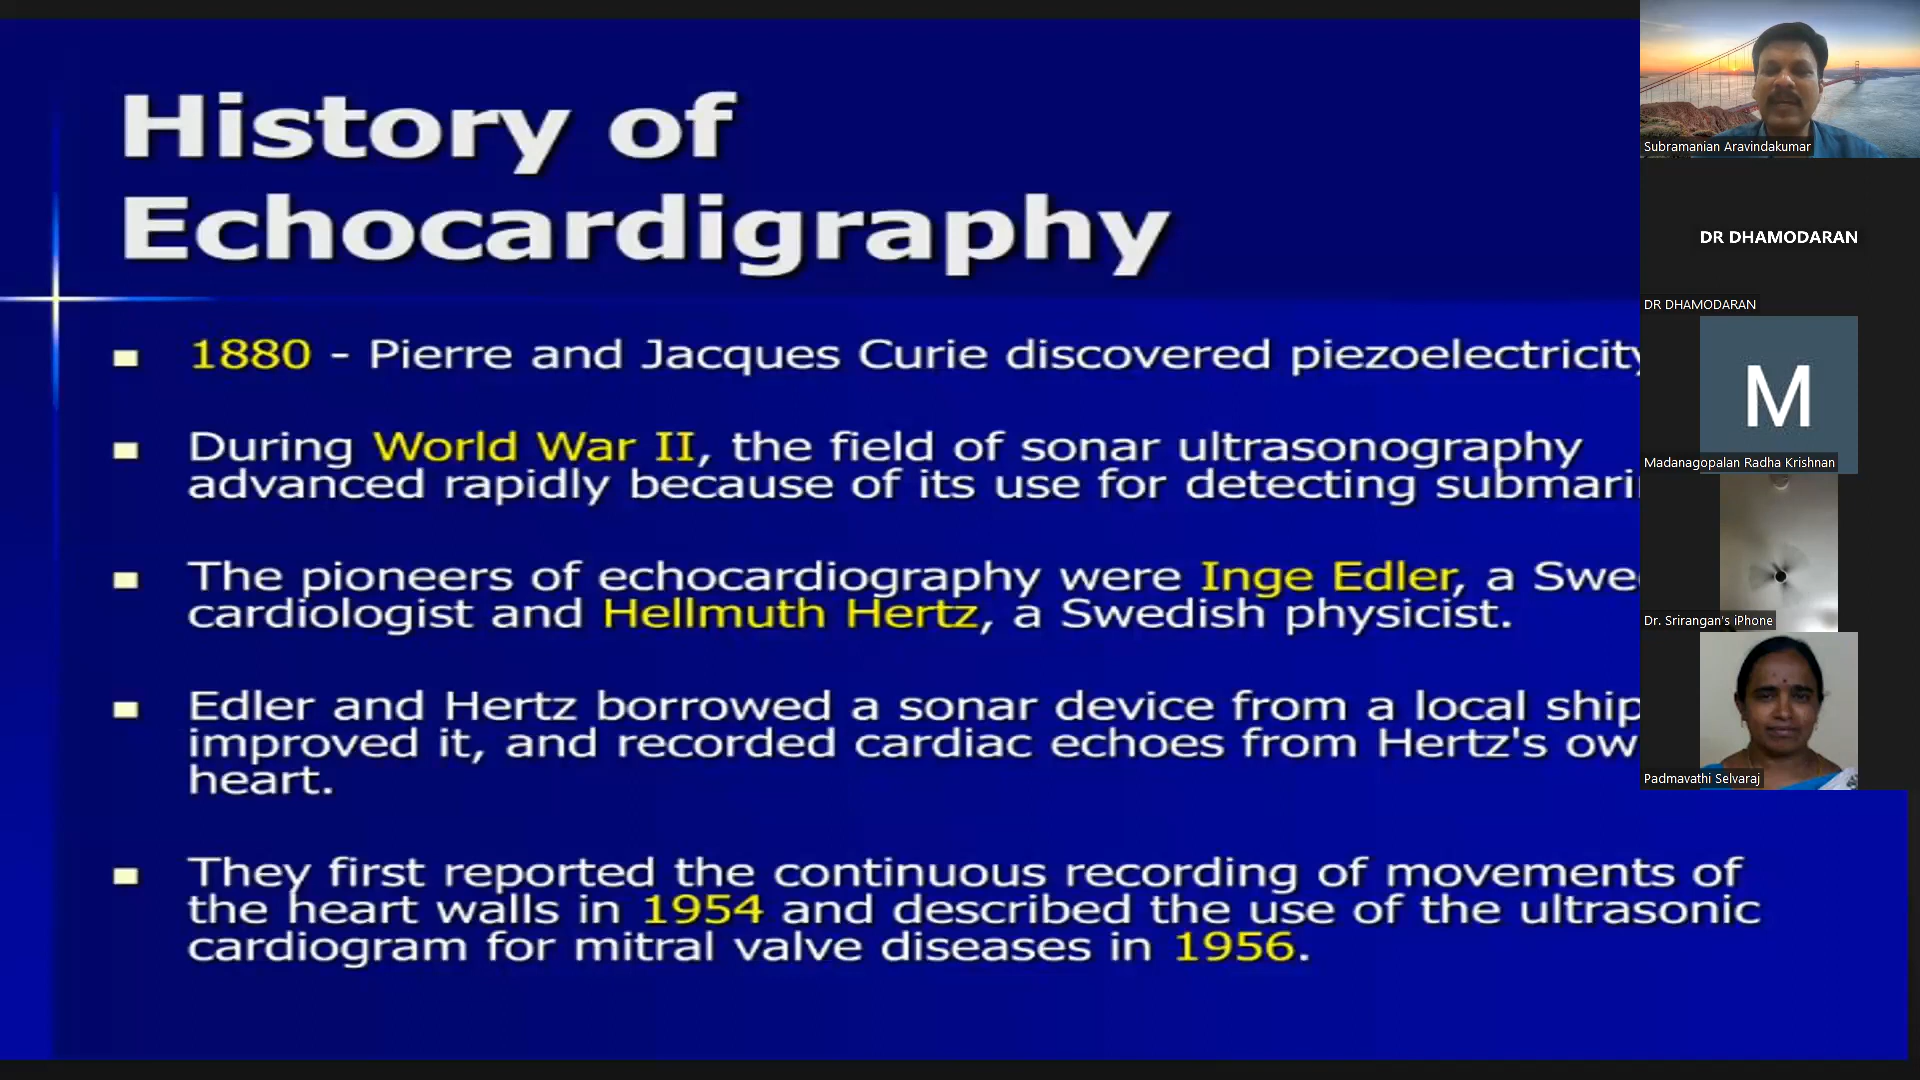 History of
Echocardigraphy
1880 - Pierre and Jacques Curie discovered piezoelectricity
During World War II, the field of sonar ultrasonography
advanced rapidly because of its use for detecting
The pioneers of echocardiography were Inge Edler, a
cardiologist and Hellmuth Hertz, a Swedish physicist.
Edler and Hertz borrowed a sonar device from a local
improved it, and recorded cardiac echoes from Hertz's
heart.
They first reported the continuous recording of movements of
the heart walls in 1954 and described the use of the ultrasonic
cardiogram for mitral valve diseases in 1956.
Subramanian Aravindakumar
DR DHAMODARAN
DR DHAMODARAN
M
Madanagopalan Radha Krishnan
Dr. Srirangan's iPhone
Padmavathi Selvaraj